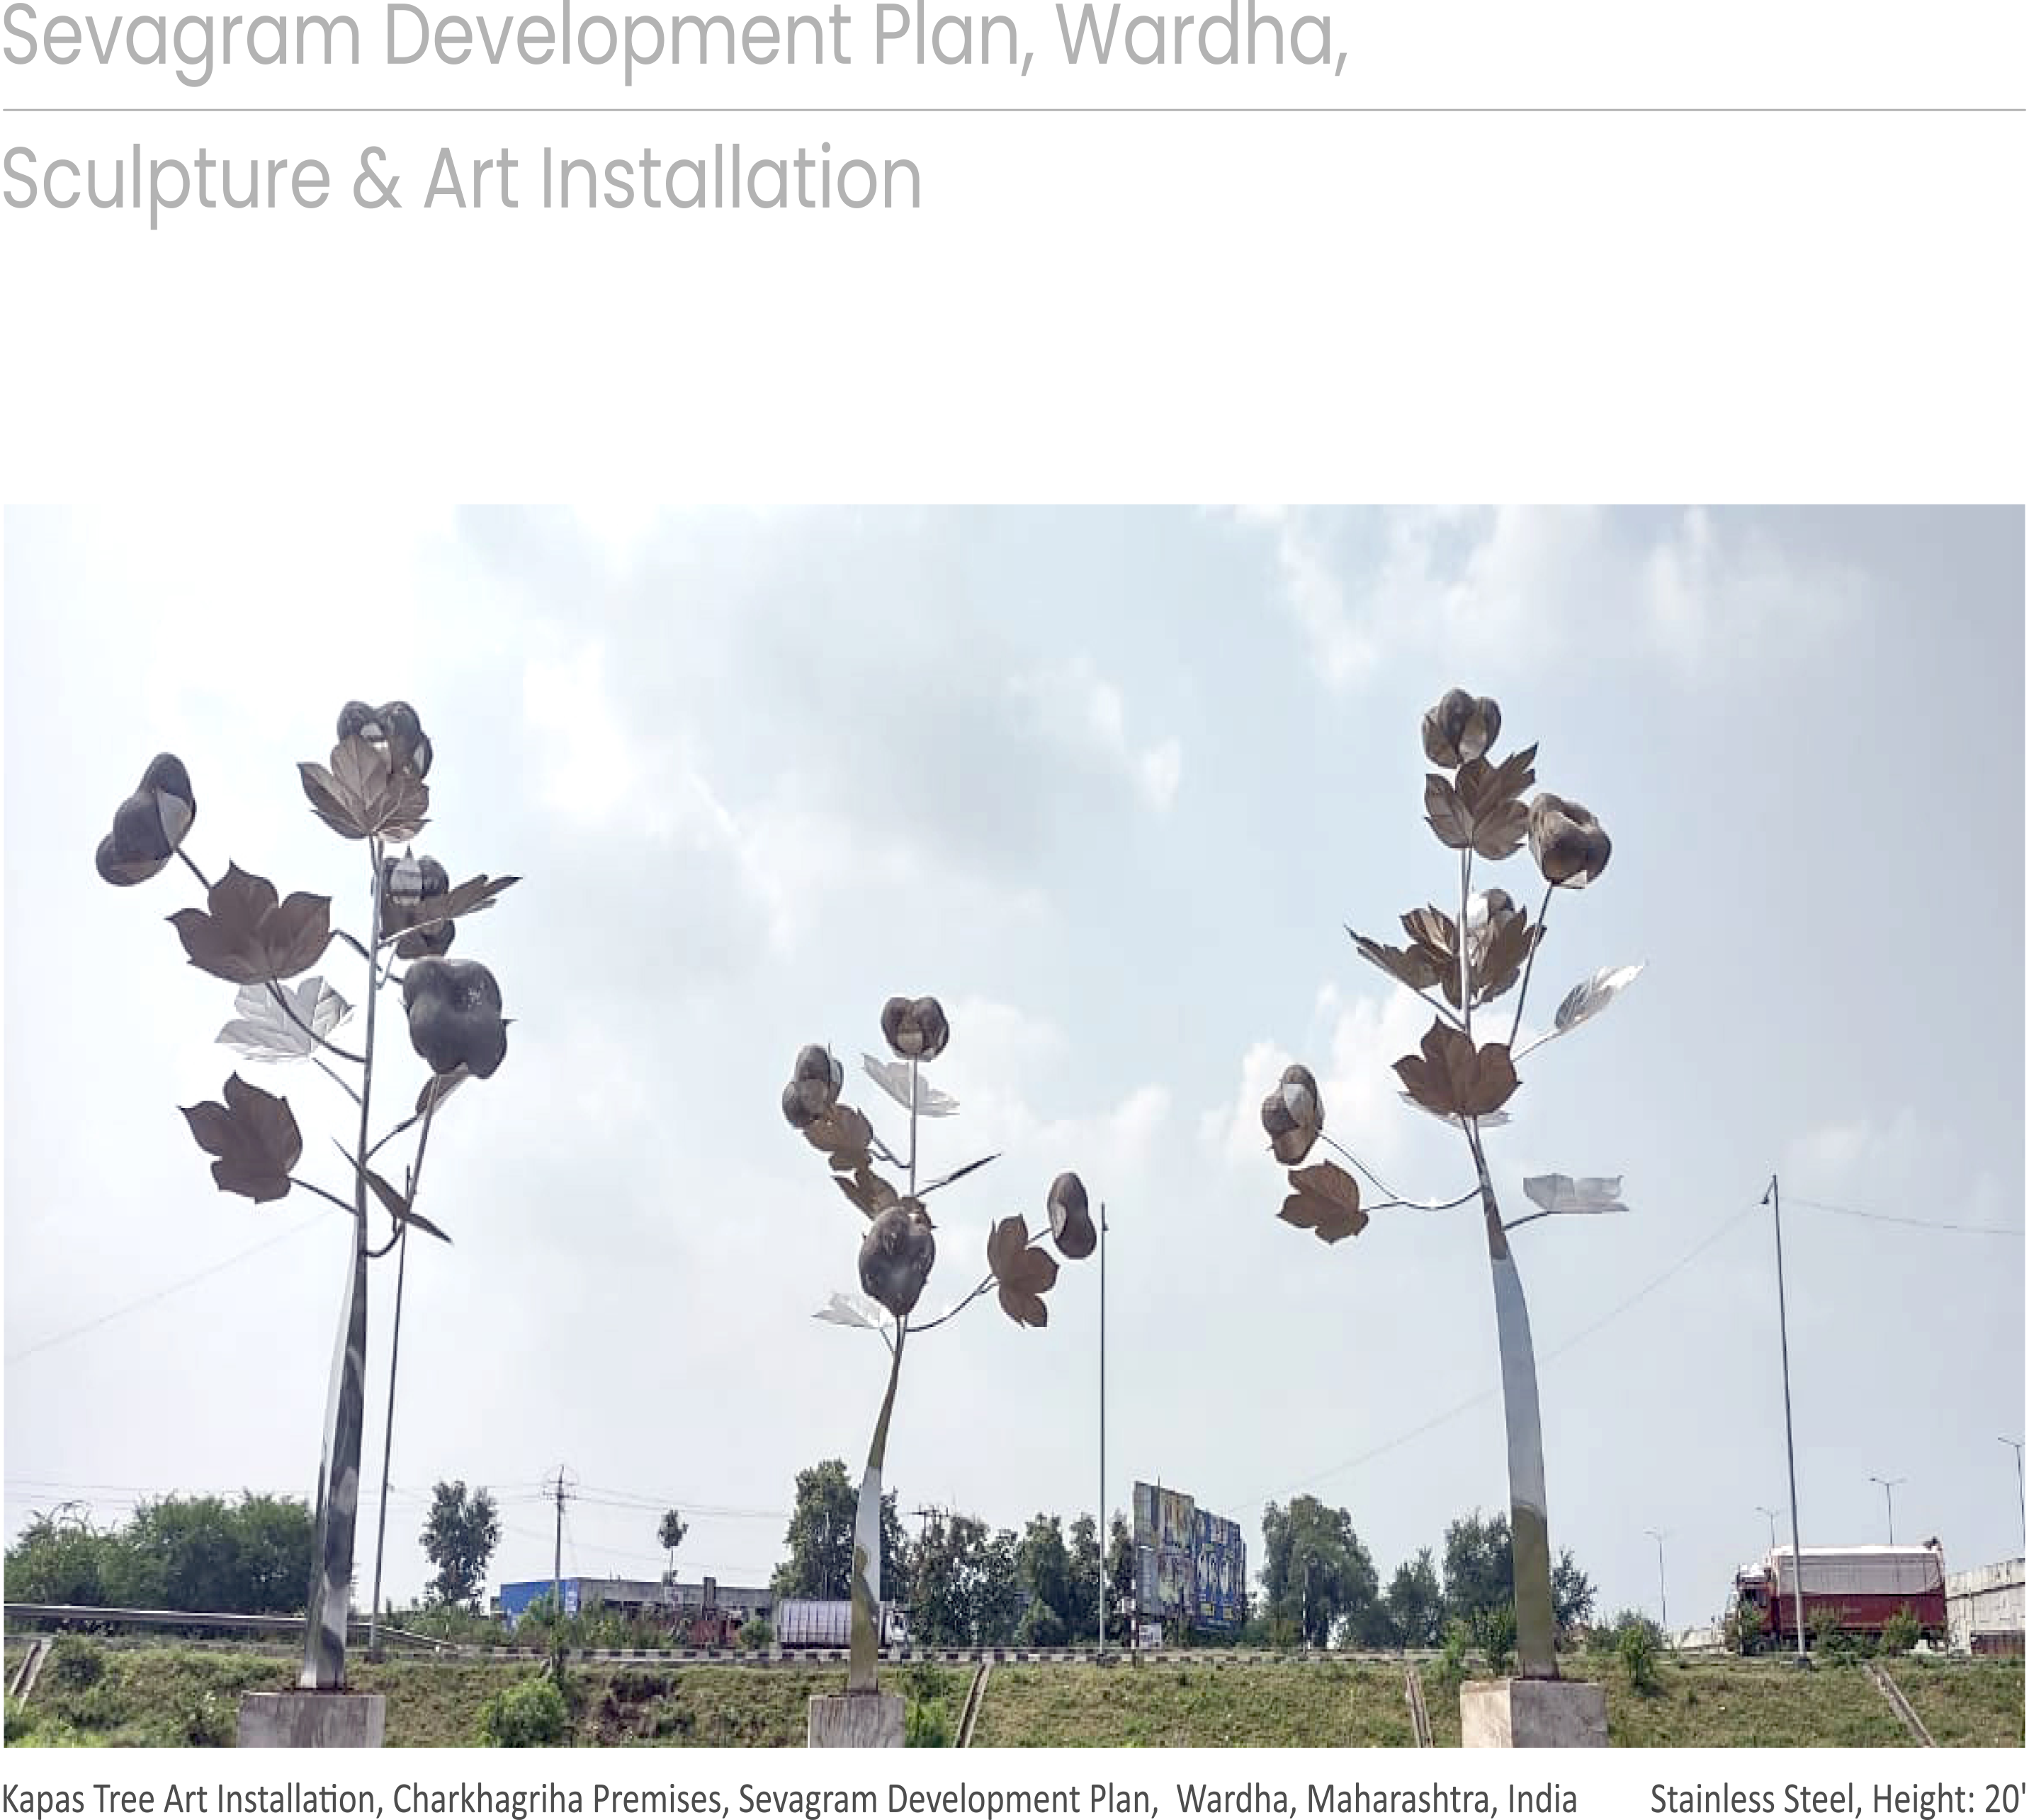 Sevagram Development Plan, Wardha,
Sculpture & Art Installation
Kapas Tree Art Installation, Charkhagriha Premises, Sevagram Development Plan, Wardha, Maharashtra, India Stainless Steel, Height: 20'